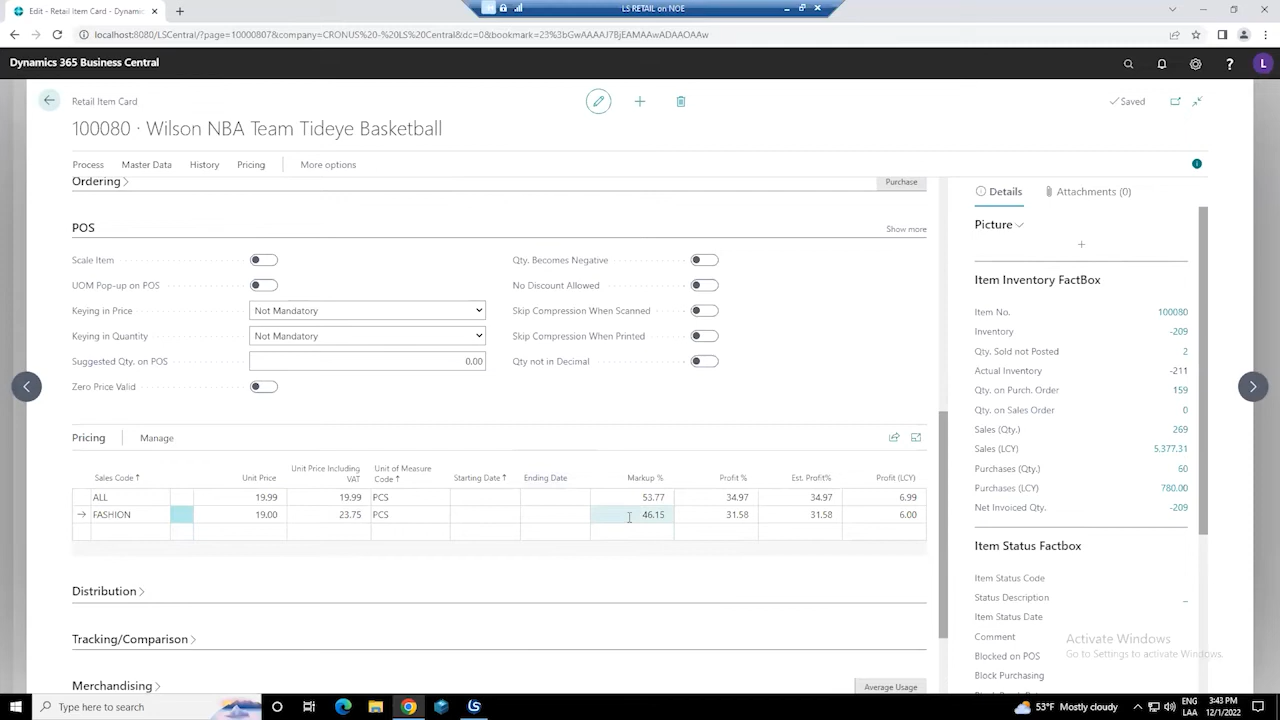 Edit - Retail Item Card - Dynamic
LS RETAIL on NOE
localhost:8080/LSCentral/?page=10000807&company=CRONUS%20-%20LS%20Central&dc=0&bookmark=23%3bGwAAAAJ7BjEAMAAwADAAOAAw
Dynamics 365 Business Central
L
Retail Item Card
Saved
100080 · Wilson NBA Team Tideye Basketball
Process Master Data History Pricing More options
Ordering
Purchase
POS
Show more
Scale Item
UOM Pop-up on POS
Keying in Price Not Mandatory
Keying in Quantity Not Mandatory
Suggested Qty. on POS 0.00
Zero Price Valid
Qty. Becomes Negative
No Discount Allowed
Skip Compression When Scanned
Skip Compression When Printed
Qty not in Decimal
Pricing Manage
Sales Code ↑ Unit Price Unit Price Including VAT Unit of Measure Code ↑ Starting Date ↑ Ending Date Markup % Profit % Est. Profit% Profit (LCY)
ALL 19.99 19.99 PCS 53.77 34.97 34.97 6.99
FASHION 19.00 23.75 PCS 46.15 31.58 31.58 6.00
Distribution
Tracking/Comparison
Merchandising
Average Usage
Details Attachments (0)
Picture
Item Inventory FactBox
Item No. 100080
Inventory -209
Qty. Sold not Posted 2
Actual Inventory -211
Qty. on Purch. Order 159
Qty. on Sales Order 0
Sales (Qty.) 269
Sales (LCY) 5,377.31
Purchases (Qty.) 60
Purchases (LCY) 780.00
Net Invoiced Qty. -209
Item Status Factbox
Item Status Code
Status Description _
Item Status Date
Comment
Blocked on POS
Block Purchasing
Activate Windows
Go to Settings to activate Windows.
Type here to search
53°F Mostly cloudy
ENG
LAA
3:43 PM
12/1/2022